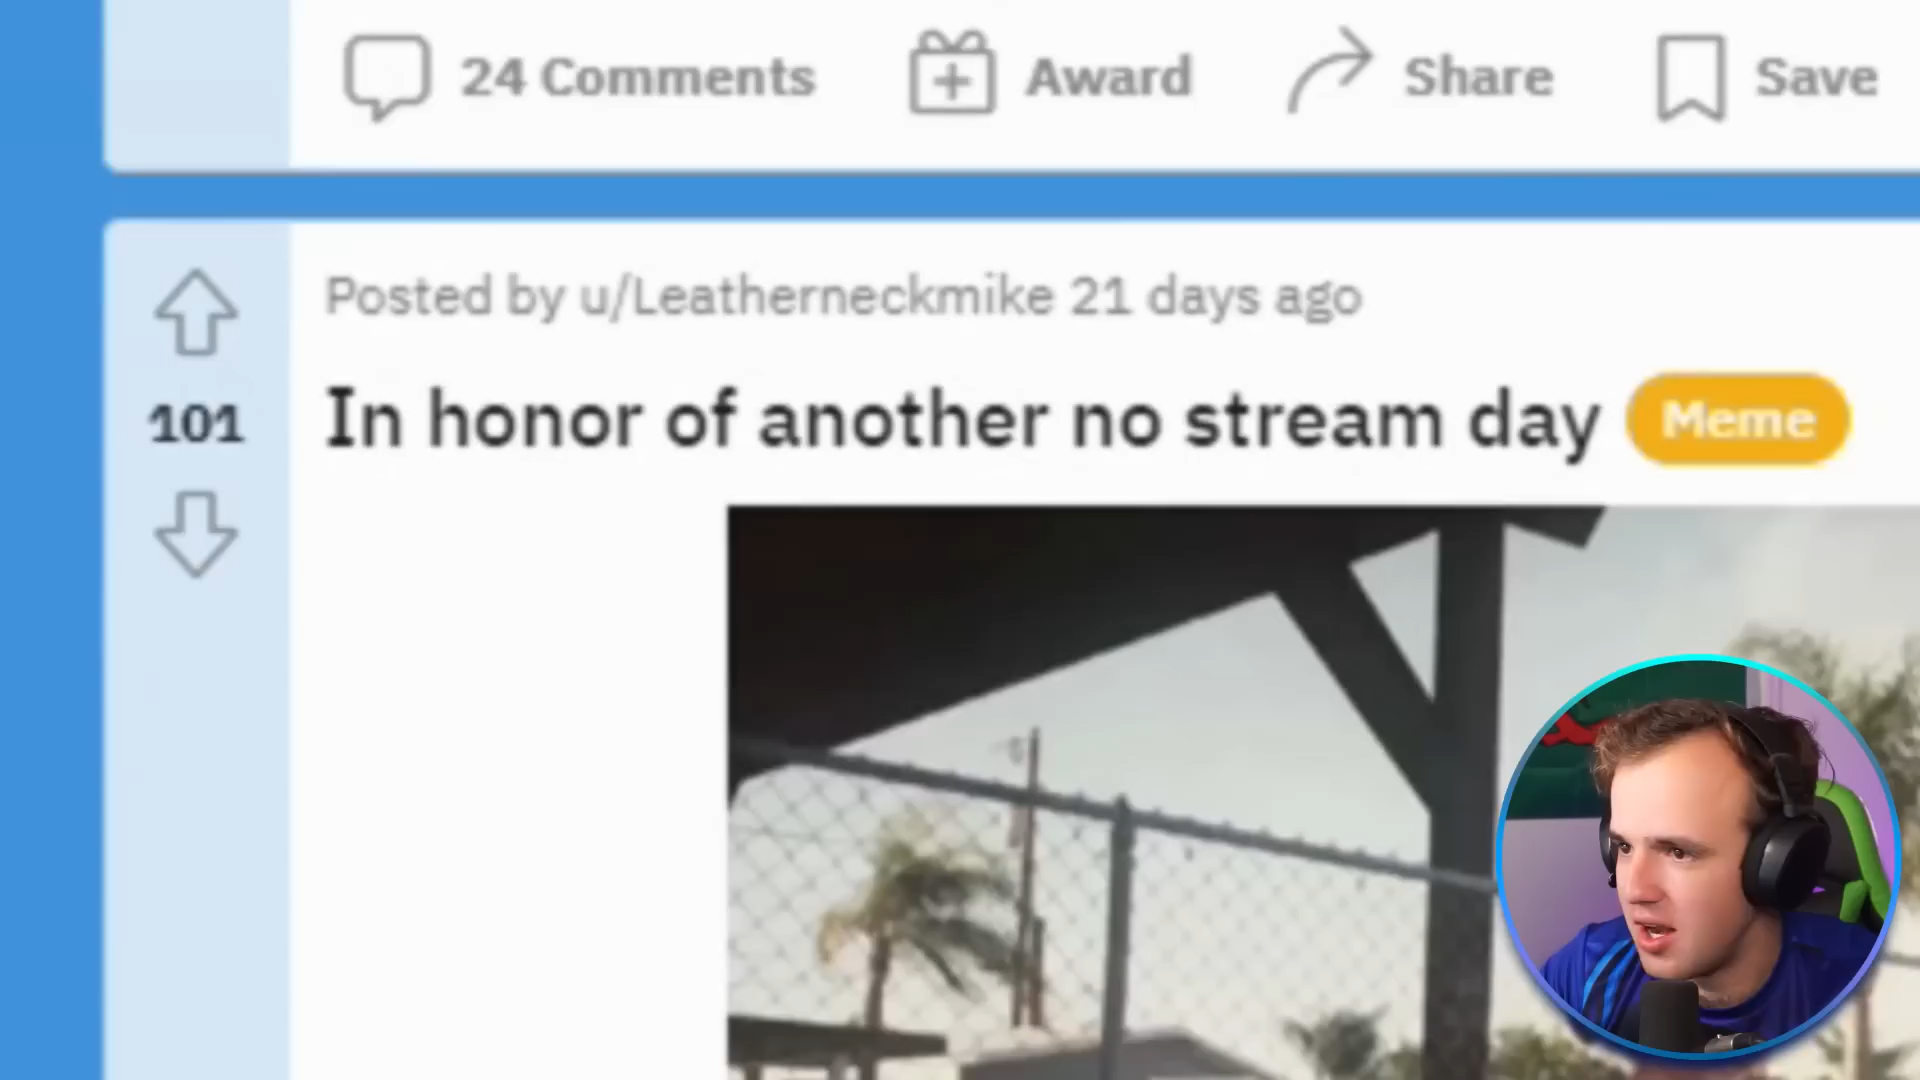 24 Comments Award Share Save
Posted by u/Leatherneckmike 21 days ago
In honor of another no stream day Meme
101